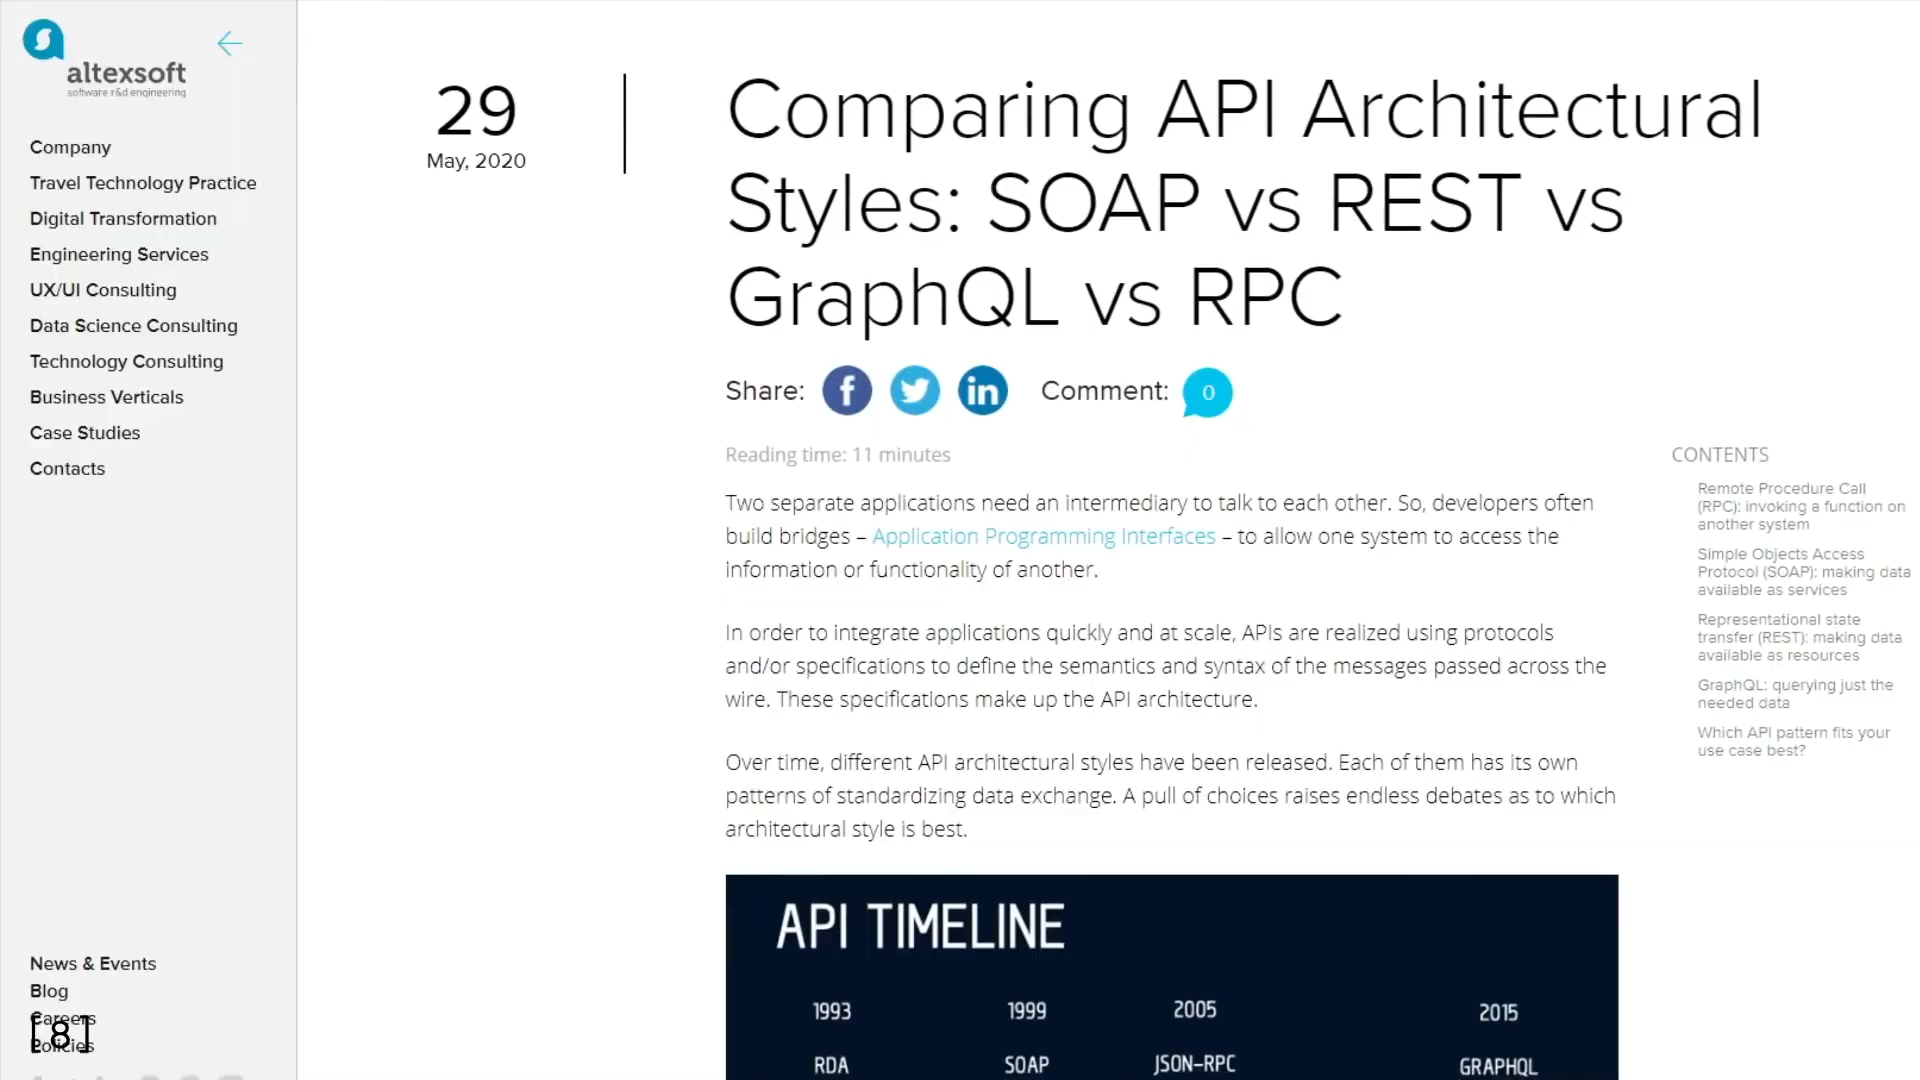 altexsoft
software r&d engineering
Company
Travel Technology Practice
Digital Transformation
Engineering Services
UX/UI Consulting
Data Science Consulting
Technology Consulting
Business Verticals
Case Studies
Contacts
News & Events
Blog
Careers
[8]
Policies
29
May, 2020
Comparing API Architectural
Styles: SOAP vs REST vs
GraphQL vs RPC
Share:
Comment: 0
Reading time: 11 minutes
Two separate applications need an intermediary to talk to each other. So, developers often
build bridges – Application Programming Interfaces – to allow one system to access the
information or functionality of another.
In order to integrate applications quickly and at scale, APIs are realized using protocols
and/or specifications to define the semantics and syntax of the messages passed across the
wire. These specifications make up the API architecture.
Over time, different API architectural styles have been released. Each of them has its own
patterns of standardizing data exchange. A pull of choices raises endless debates as to which
architectural style is best.
API TIMELINE
1993 1999 2005 2015
RDA SOAP JSON-RPC GRAPHQL
CONTENTS
Remote Procedure Call
(RPC): invoking a function on
another system
Simple Objects Access
Protocol (SOAP): making data
available as services
Representational state
transfer (REST): making data
available as resources
GraphQL: querying just the
needed data
Which API pattern fits your
use case best?